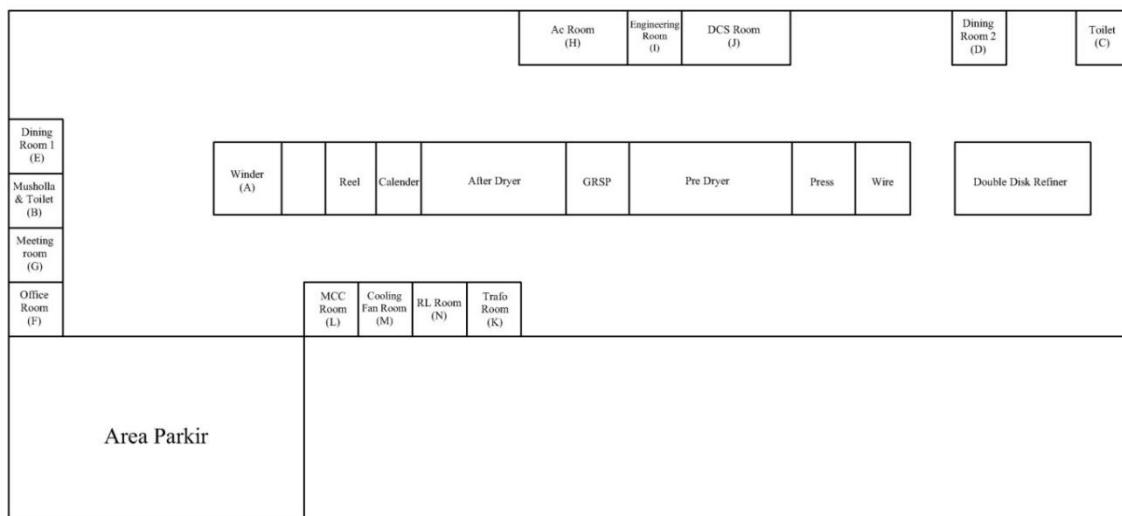 Ac Room
(H)
Engineering
Room
(I)
DCS Room
(J)
Dining
Room 2
(D)
Toilet
(C)
Dining
Room 1
(E)
Musholla
& Toilet
(B)
Meeting
room
(G)
Office
Room
(F)
Winder
(A)
Reel
Calender
After Dryer
GRSP
Pre Dryer
Press
Wire
Double Disk Refiner
MCC
Room
(L)
Cooling
Fan Room
(M)
RL Room
(N)
Trafo
Room
(K)
Area Parkir